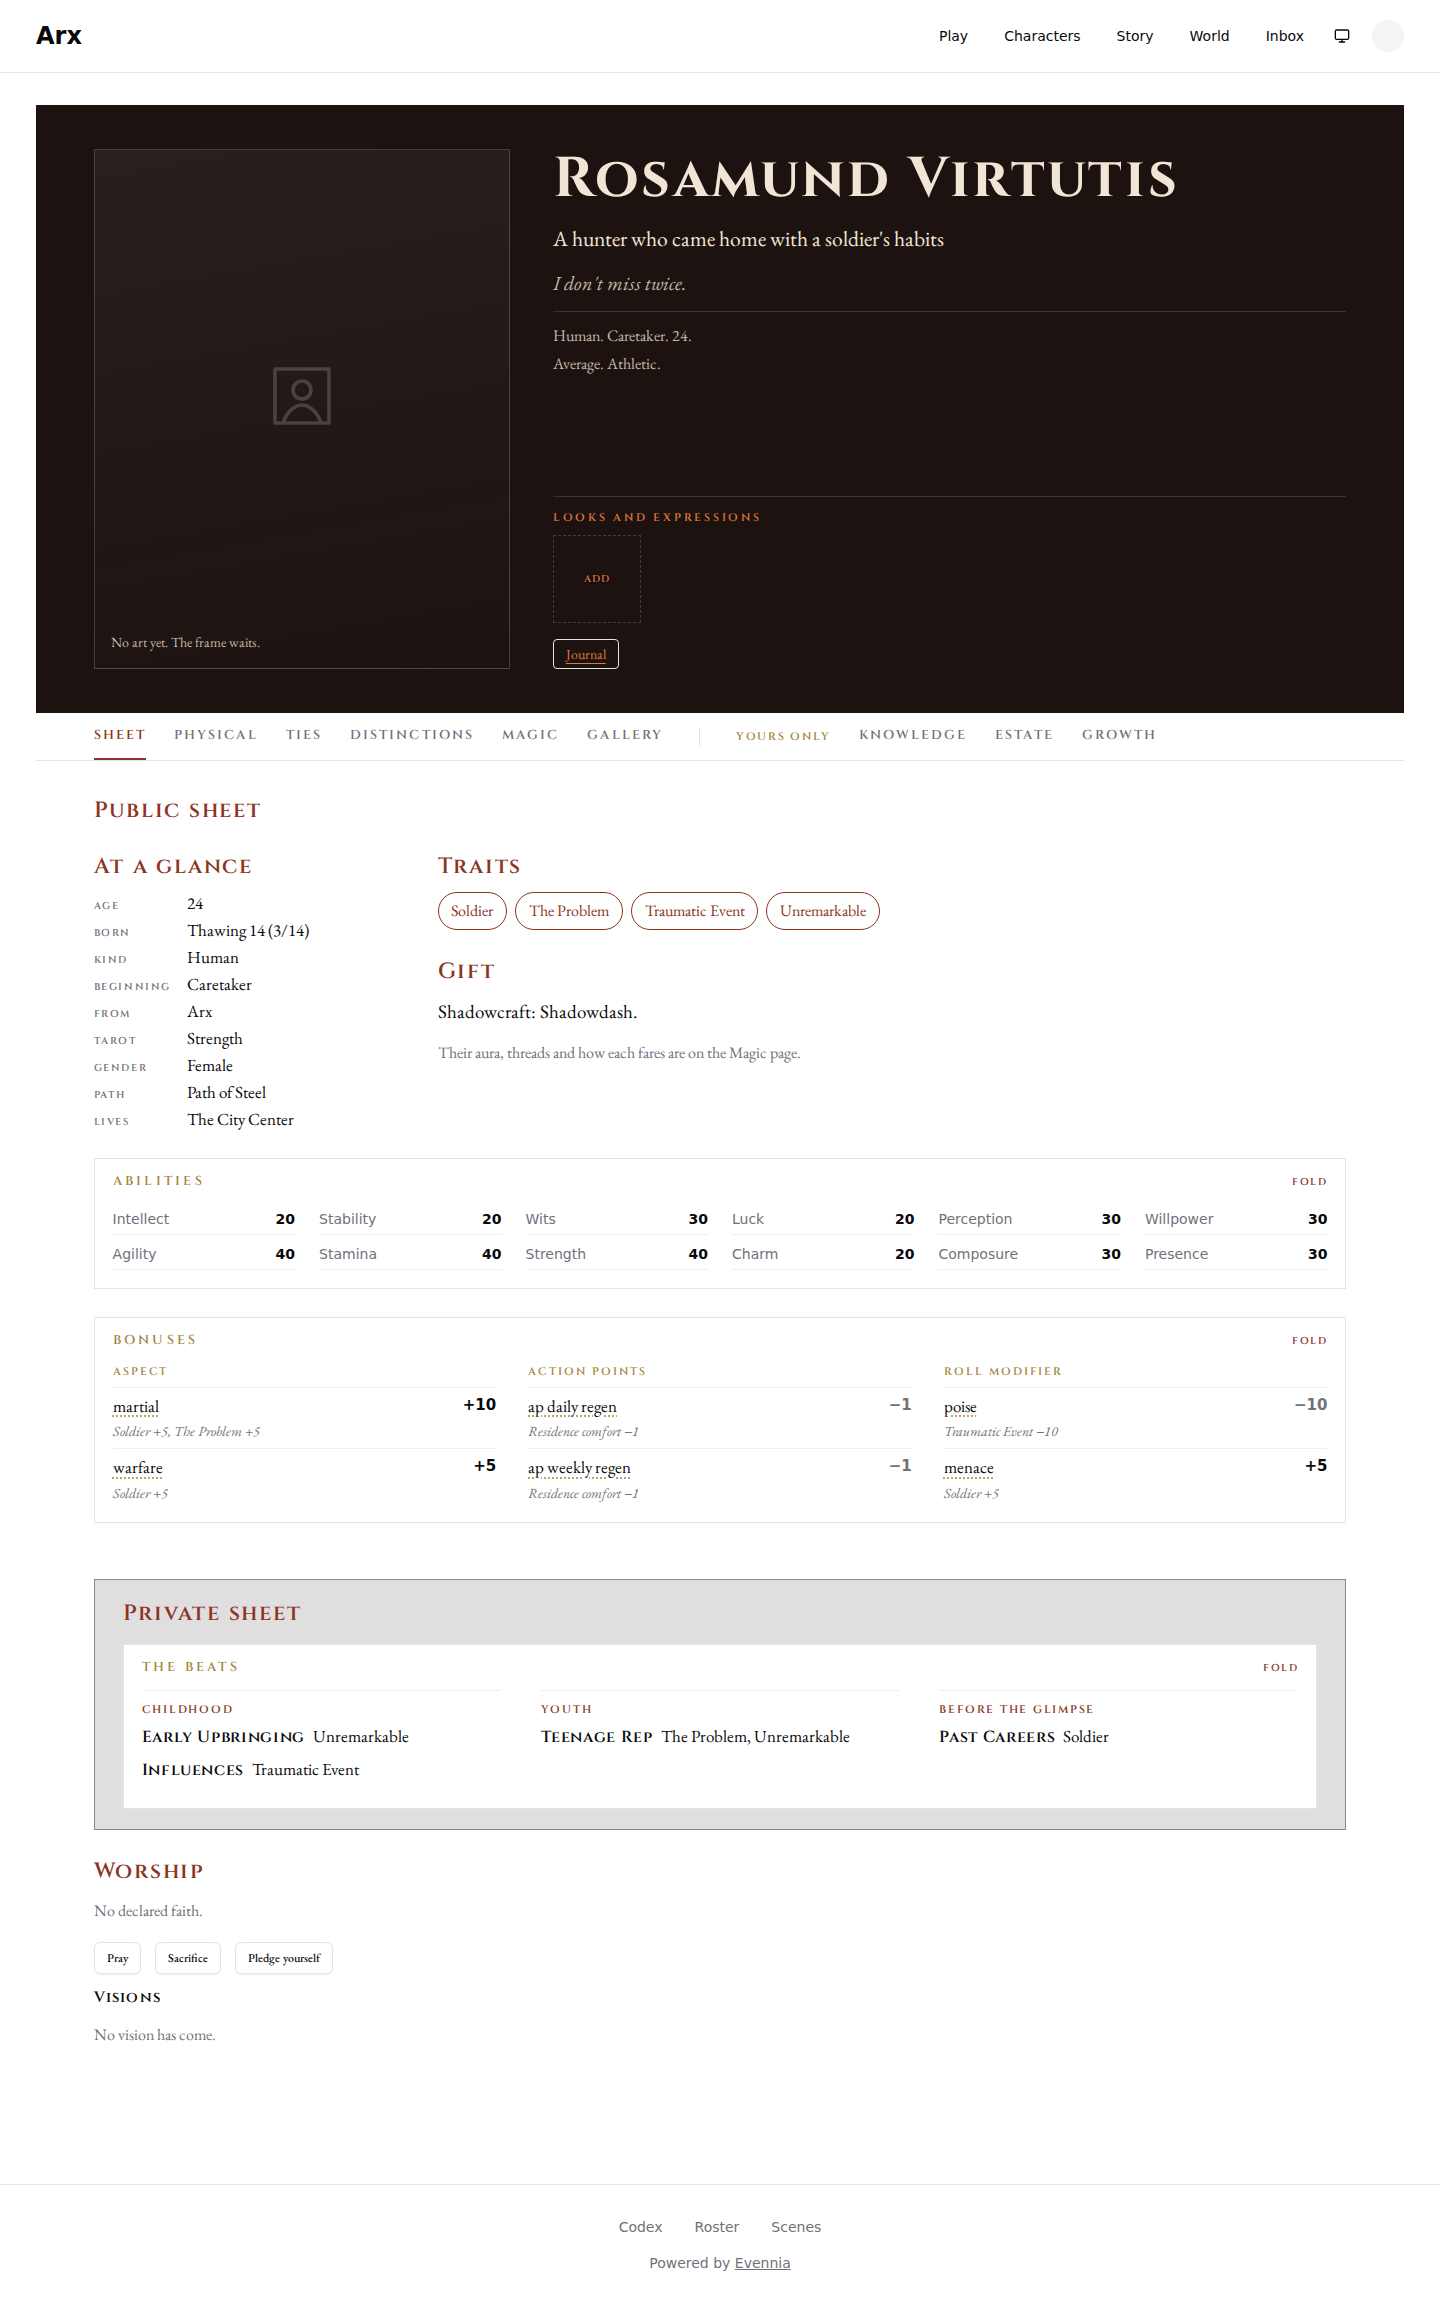 Arx
Play Characters Story World Inbox
Rosamund Virtutis
A hunter who came home with a soldier's habits
I don't miss twice.
Human. Caretaker. 24.
Average. Athletic.
LOOKS AND EXPRESSIONS
ADD
No art yet. The frame waits.
Journal
SHEET PHYSICAL TIES DISTINCTIONS MAGIC GALLERY YOURS ONLY KNOWLEDGE ESTATE GROWTH
Public sheet
At a glance
AGE 24
BORN Thawing 14 (3/14)
KIND Human
BEGINNING Caretaker
FROM Arx
TAROT Strength
GENDER Female
PATH Path of Steel
LIVES The City Center
Traits
Soldier The Problem Traumatic Event Unremarkable
Gift
Shadowcraft: Shadowdash.
Their aura, threads and how each fares are on the Magic page.
ABILITIES FOLD
Intellect 20 Stability 20 Wits 30 Luck 20 Perception 30 Willpower 30
Agility 40 Stamina 40 Strength 40 Charm 20 Composure 30 Presence 30
BONUSES FOLD
ASPECT ACTION POINTS ROLL MODIFIER
martial +10 ap daily regen −1 poise −10
Soldier +5, The Problem +5 Residence comfort −1 Traumatic Event −10
warfare +5 ap weekly regen −1 menace +5
Soldier +5 Residence comfort −1 Soldier +5
Private sheet
THE BEATS FOLD
CHILDHOOD YOUTH BEFORE THE GLIMPSE
Early Upbringing Unremarkable Teenage Rep The Problem, Unremarkable Past Careers Soldier
Influences Traumatic Event
Worship
No declared faith.
Pray Sacrifice Pledge yourself
Visions
No vision has come.
Codex Roster Scenes
Powered by Evennia